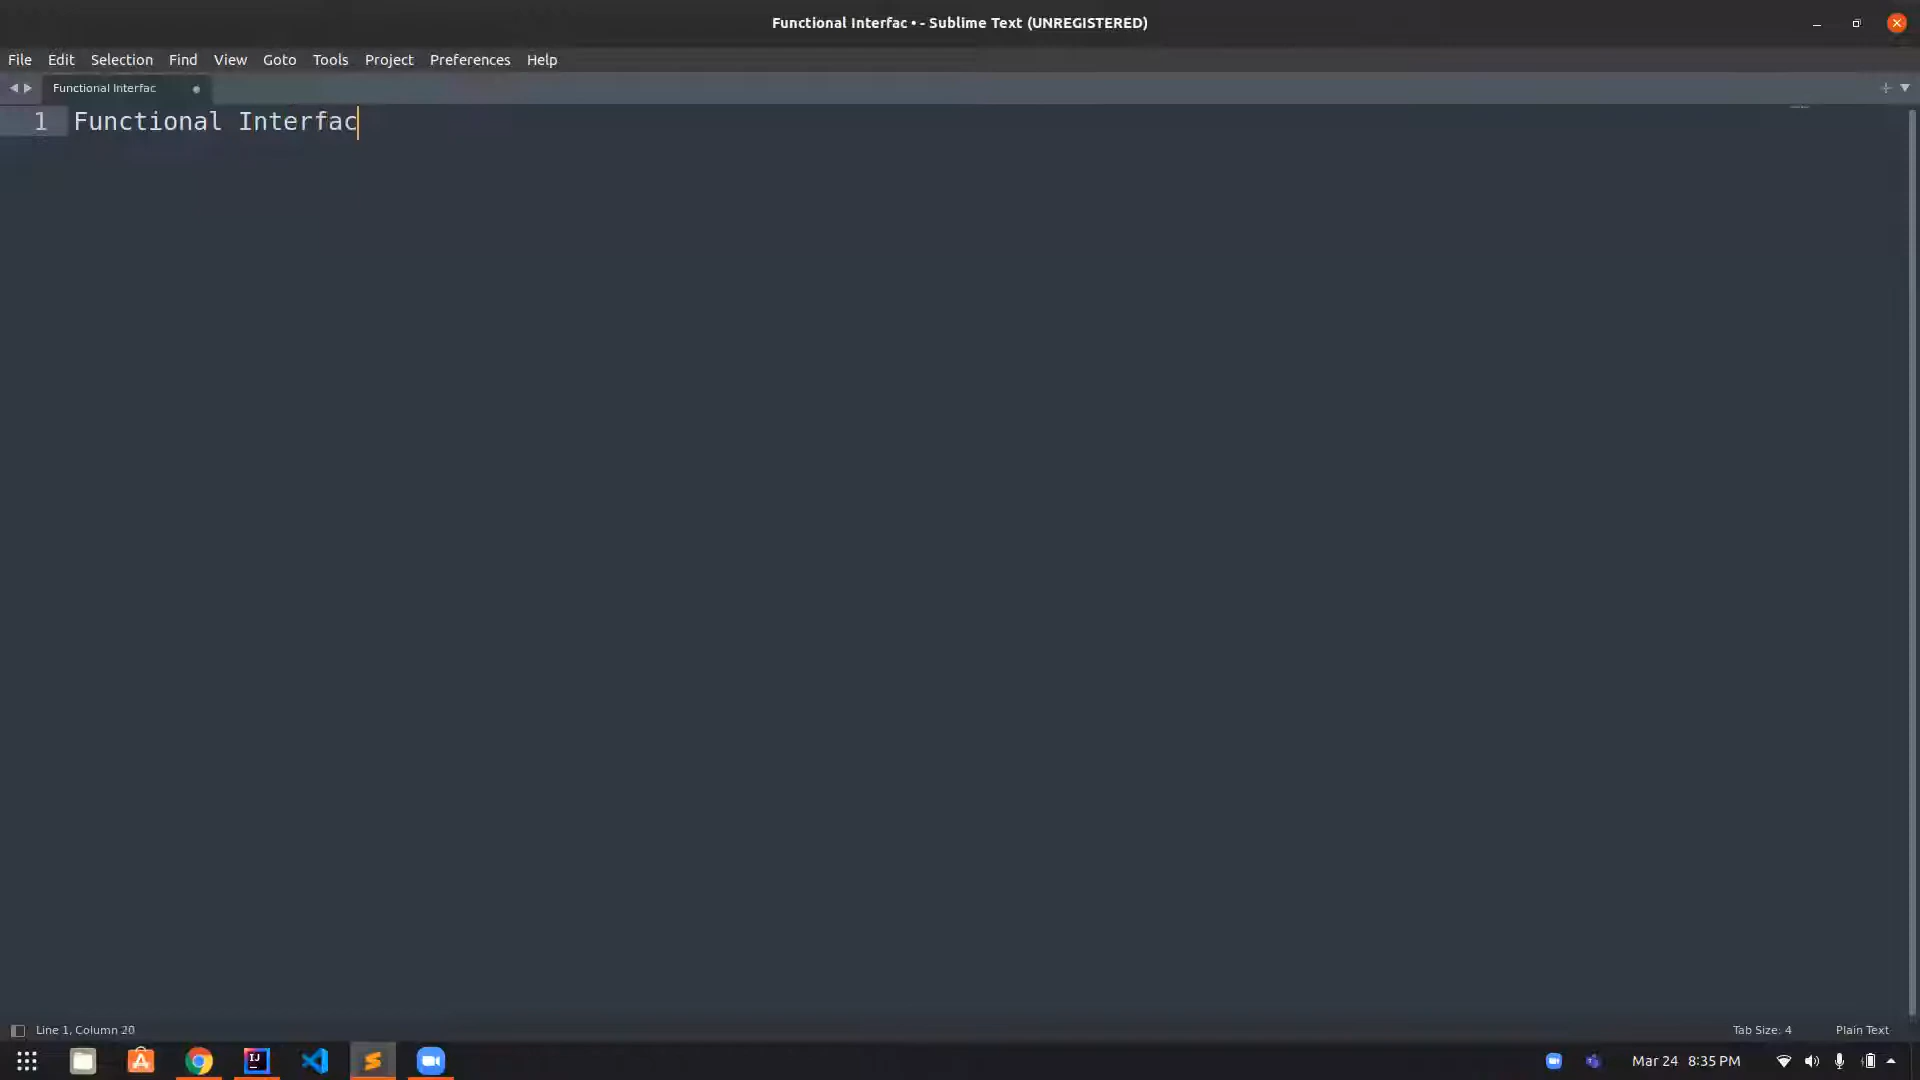 Functional Interfac • - Sublime Text (UNREGISTERED)
File Edit Selection Find View Goto Tools Project Preferences Help
Functional Interfac
1 Functional Interfac
Line 1, Column 20
Tab Size: 4
Plain Text
IJ
Mar 24 8:35 PM